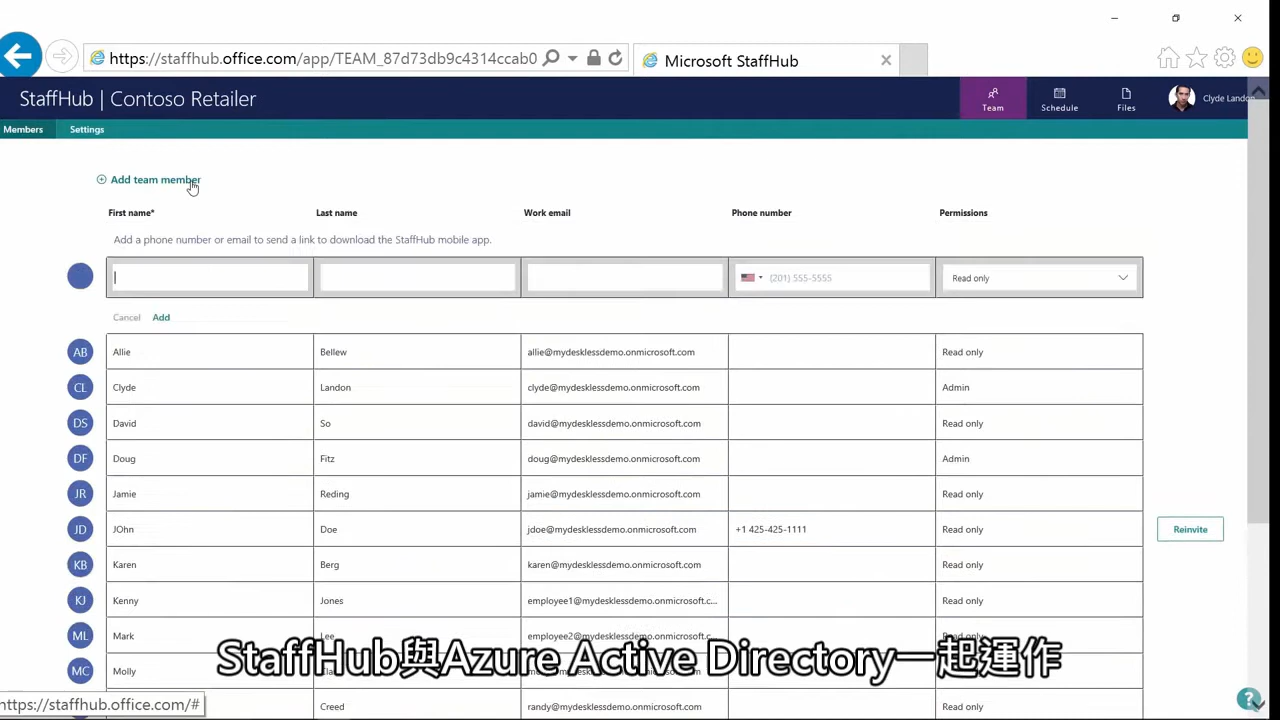 https://staffhub.office.com/app/TEAM_87d73db9c4314ccab0
Microsoft StaffHub
StaffHub | Contoso Retailer
Team
Schedule
Files
Clyde Landon
Members
Settings
Add team member
First name*
Last name
Work email
Phone number
Permissions
Add a phone number or email to send a link to download the StaffHub mobile app.
(201) 555-5555
Read only
Cancel
Add
AB Allie Bellew allie@mydesklessdemo.onmicrosoft.com Read only
CL Clyde Landon clyde@mydesklessdemo.onmicrosoft.com Admin
DS David So david@mydesklessdemo.onmicrosoft.com Read only
DF Doug Fitz doug@mydesklessdemo.onmicrosoft.com Admin
JR Jamie Reding jamie@mydesklessdemo.onmicrosoft.com Read only
JD JOhn Doe jdoe@mydesklessdemo.onmicrosoft.com +1 425-425-1111 Read only Reinvite
KB Karen Berg karen@mydesklessdemo.onmicrosoft.com Read only
KJ Kenny Jones employee1@mydesklessdemo.onmicrosoft.c... Read only
ML Mark Lee employee2@mydesklessdemo.onmicrosoft.c... Read only
MC Molly Read only
Creed randy@mydesklessdemo.onmicrosoft.com Read only
StaffHub與Azure Active Directory一起運作
https://staffhub.office.com/#